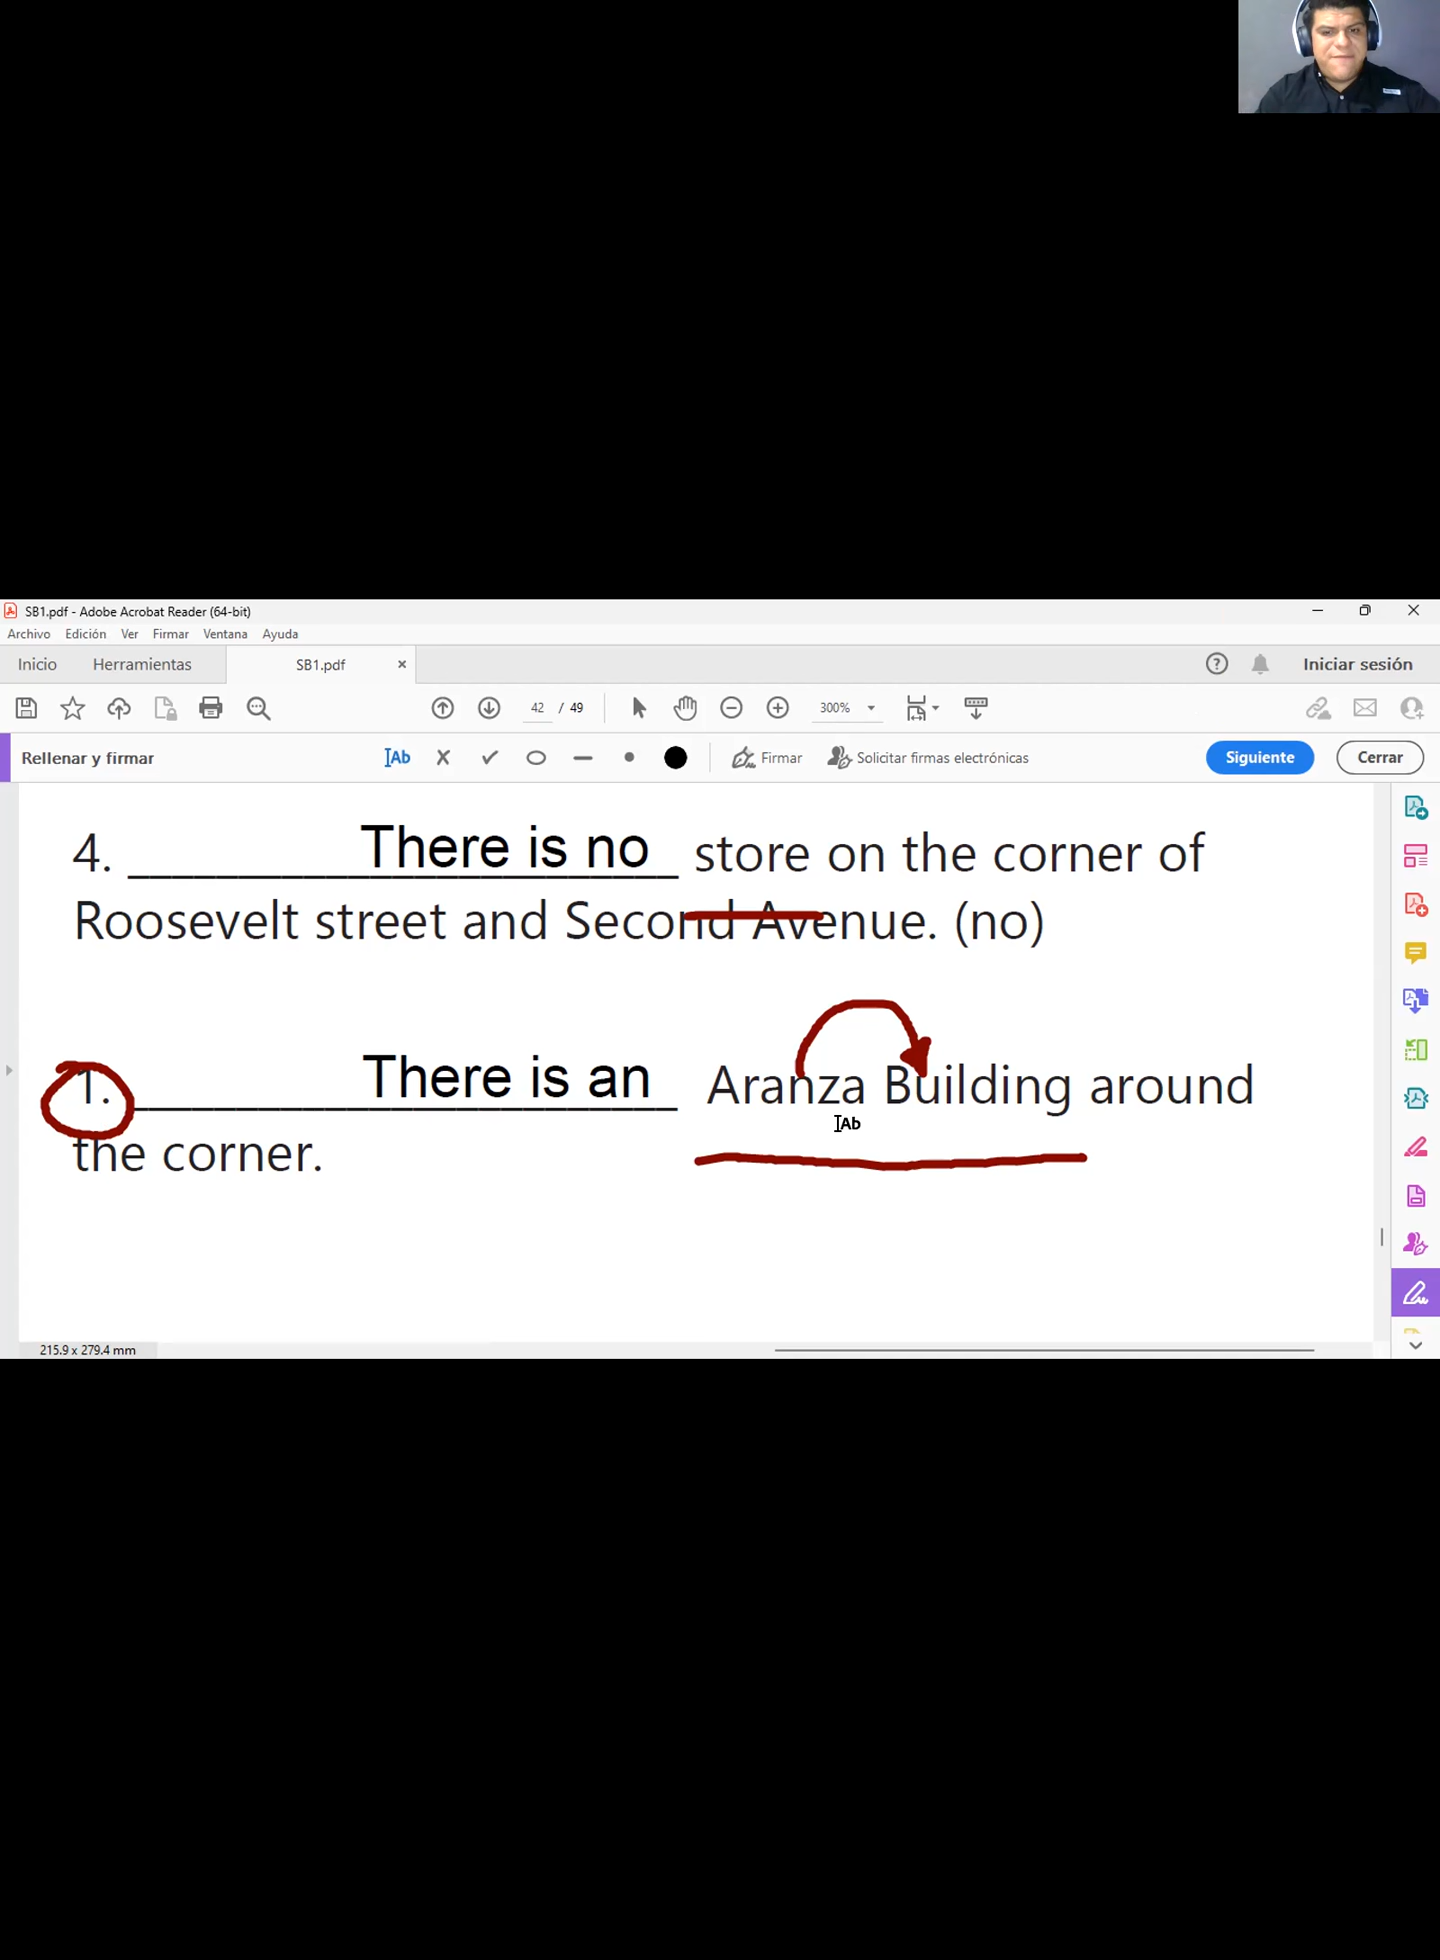 SB1.pdf - Adobe Acrobat Reader (64-bit)
Archivo Edición Ver Firmar Ventana Ayuda
Inicio Herramientas SB1.pdf Iniciar sesión
42 / 49 300%
Rellenar y firmar Ab Firmar Solicitar firmas electrónicas Siguiente Cerrar
4. There is no store on the corner of
Roosevelt street and Second Avenue. (no)
1. There is an Aranza Building around
Ab
the corner.
215.9 x 279.4 mm